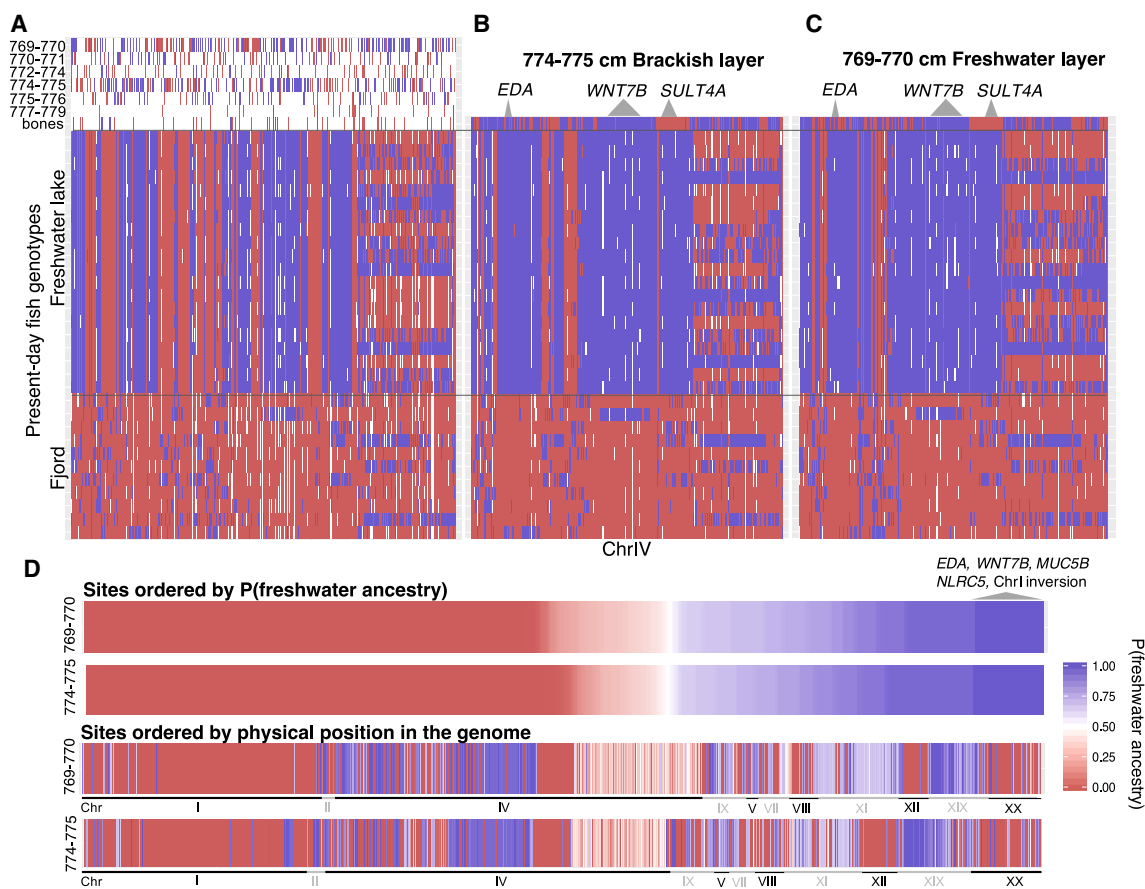 A
B
C
769-770
770-771
772-774
774-775
775-776
777-779
bones
774-775 cm Brackish layer
769-770 cm Freshwater layer
EDA
WNT7B
SULT4A
EDA
WNT7B
SULT4A
Present-day fish genotypes
Freshwater lake
Fjord
ChrIV
D
EDA, WNT7B, MUC5B
NLRC5, ChrI inversion
Sites ordered by P(freshwater ancestry)
769-770
774-775
P(freshwater ancestry)
1.00
0.75
0.50
0.25
0.00
Sites ordered by physical position in the genome
769-770
Chr I II IV IX V VII VIII XI XII XIX XX
774-775
Chr I II IV IX V VII VIII XI XII XIX XX